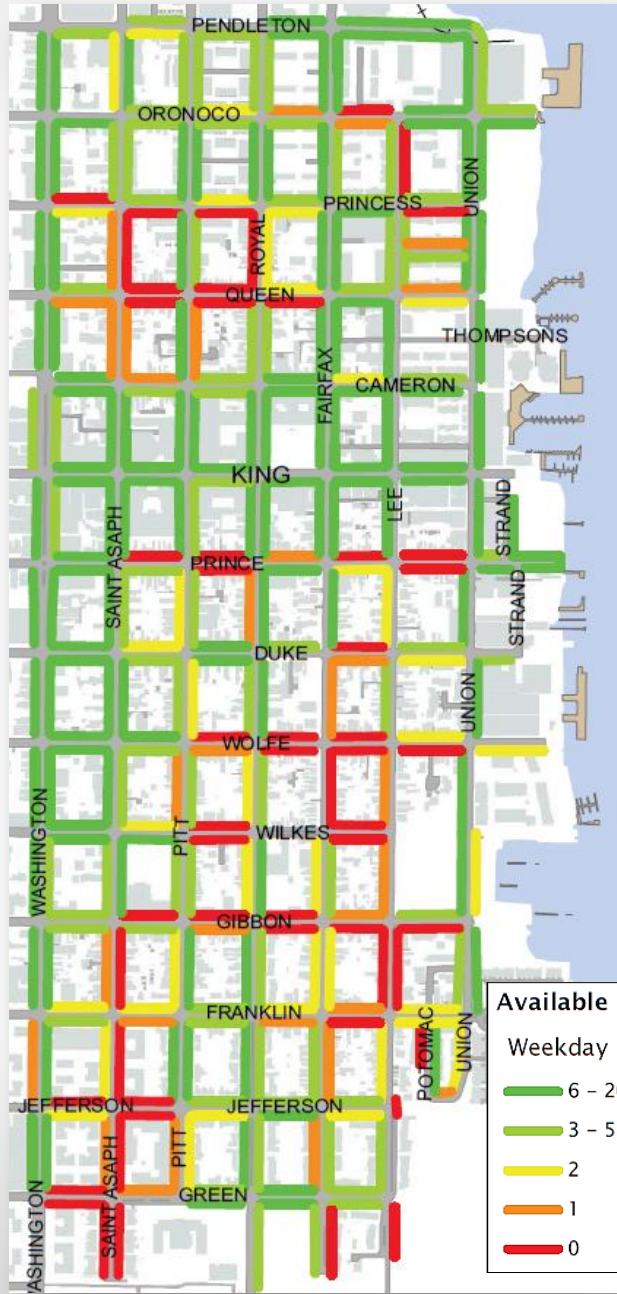 PENDLETON
ORONOCO
PRINCESS
UNION
ROYAL
QUEEN
THOMPSONS
FAIRFAX
CAMERON
KING
LEE
STRAND
SAINT ASAPH
PRINCE
STRAND
DUKE
UNION
WOLFE
WASHINGTON
PITT
WILKES
GIBBON
FRANKLIN
POTOMAC
UNION
JEFFERSON
JEFFERSON
PITT
SAINT ASAPH
GREEN
WASHINGTON
Available
Weekday
6 – 20
3 – 5
2
1
0